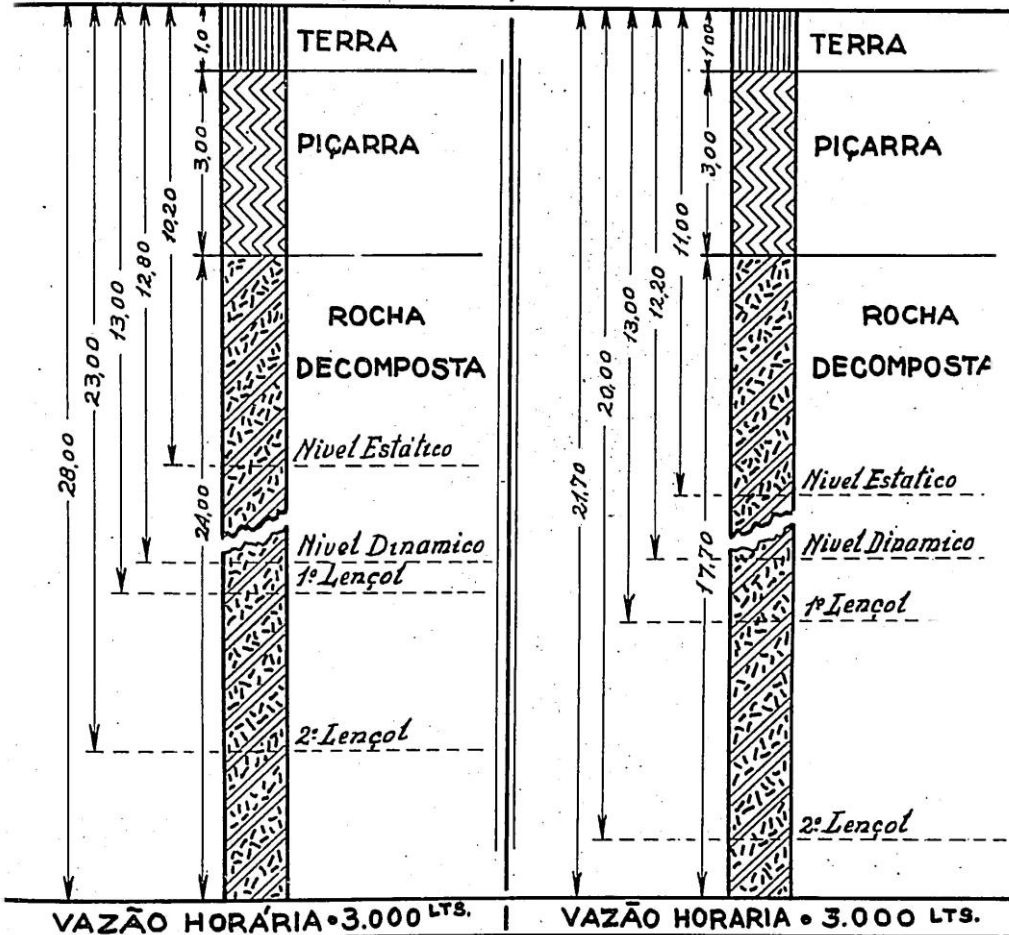 1,0
TERRA
3,00
PIÇARRA
10,20
12,80
13,00
23,00
28,00
24,00
ROCHA
DECOMPOSTA
Nivel Estático
Nivel Dinamico
1º Lençol
2º Lençol
VAZÃO HORÁRIA • 3.000 LTS.
1,00
TERRA
3,00
PIÇARRA
11,00
12,20
13,00
20,00
21,70
17,70
ROCHA
DECOMPOSTA
Nivel Estatico
Nivel Dinamico
1º Lençol
2º Lençol
VAZÃO HORARIA • 3.000 LTS.